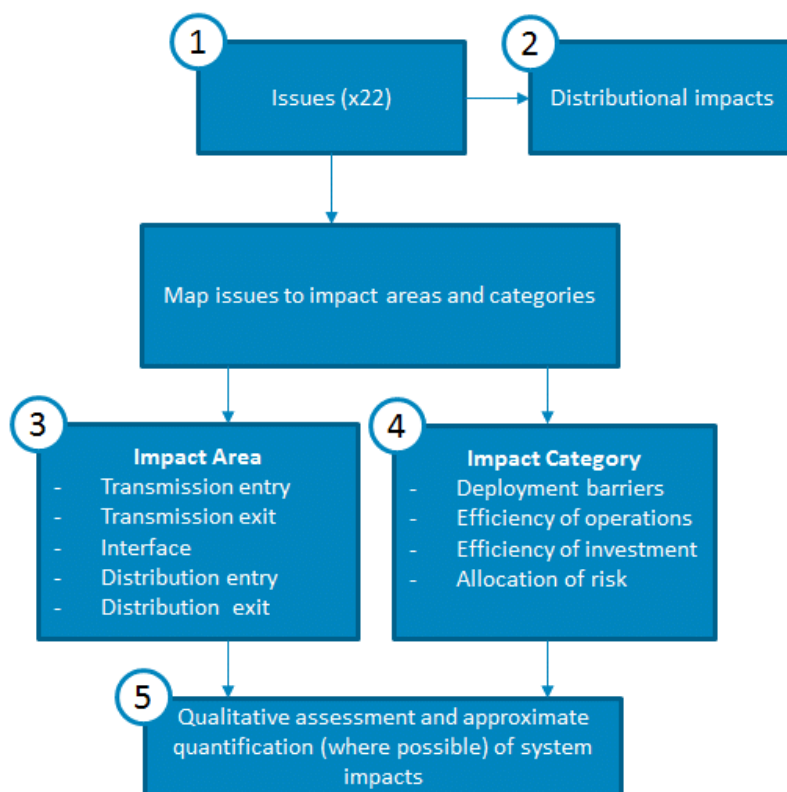 1
Issues (x22)
2
Distributional impacts
Map issues to impact areas and categories
3
Impact Area
- Transmission entry
- Transmission exit
- Interface
- Distribution entry
- Distribution exit
4
Impact Category
- Deployment barriers
- Efficiency of operations
- Efficiency of investment
- Allocation of risk
5
Qualitative assessment and approximate
quantification (where possible) of system
impacts